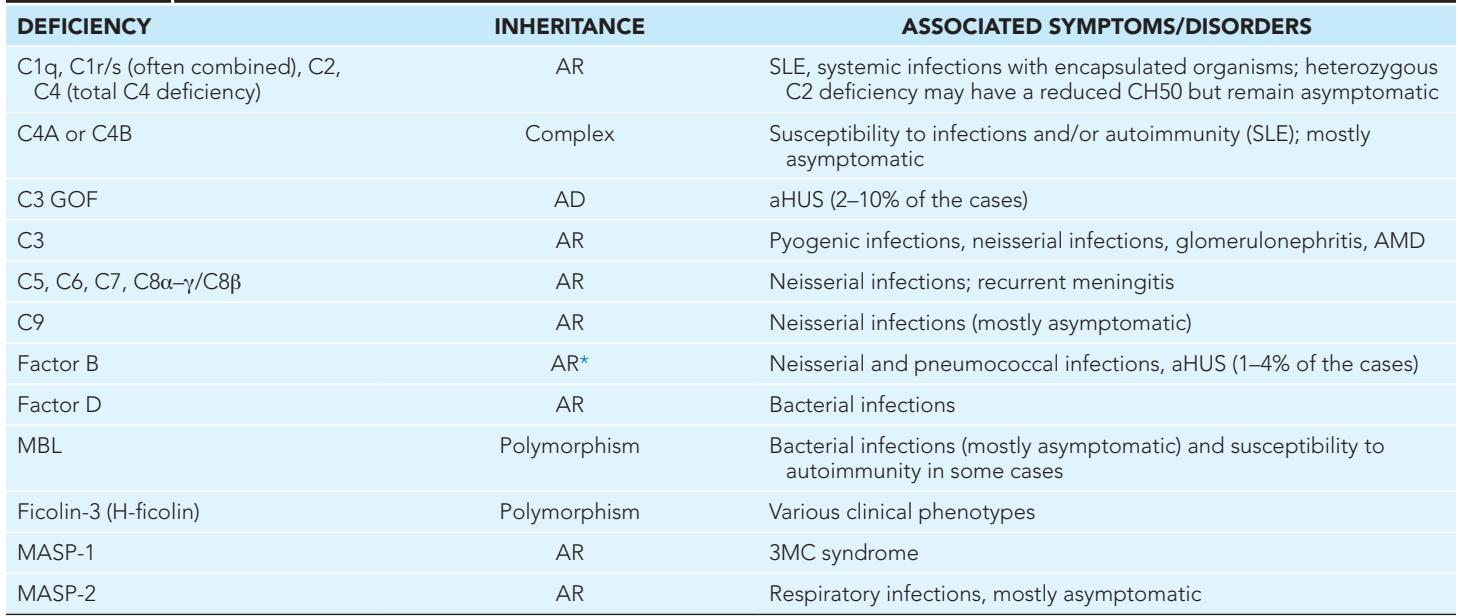 DEFICIENCY INHERITANCE ASSOCIATED SYMPTOMS/DISORDERS
C1q, C1r/s (often combined), C2, AR SLE, systemic infections with encapsulated organisms; heterozygous
C4 (total C4 deficiency) C2 deficiency may have a reduced CH50 but remain asymptomatic
C4A or C4B Complex Susceptibility to infections and/or autoimmunity (SLE); mostly
asymptomatic
C3 GOF AD aHUS (2–10% of the cases)
C3 AR Pyogenic infections, neisserial infections, glomerulonephritis, AMD
C5, C6, C7, C8α–γ/C8β AR Neisserial infections; recurrent meningitis
C9 AR Neisserial infections (mostly asymptomatic)
Factor B AR* Neisserial and pneumococcal infections, aHUS (1–4% of the cases)
Factor D AR Bacterial infections
MBL Polymorphism Bacterial infections (mostly asymptomatic) and susceptibility to
autoimmunity in some cases
Ficolin-3 (H-ficolin) Polymorphism Various clinical phenotypes
MASP-1 AR 3MC syndrome
MASP-2 AR Respiratory infections, mostly asymptomatic